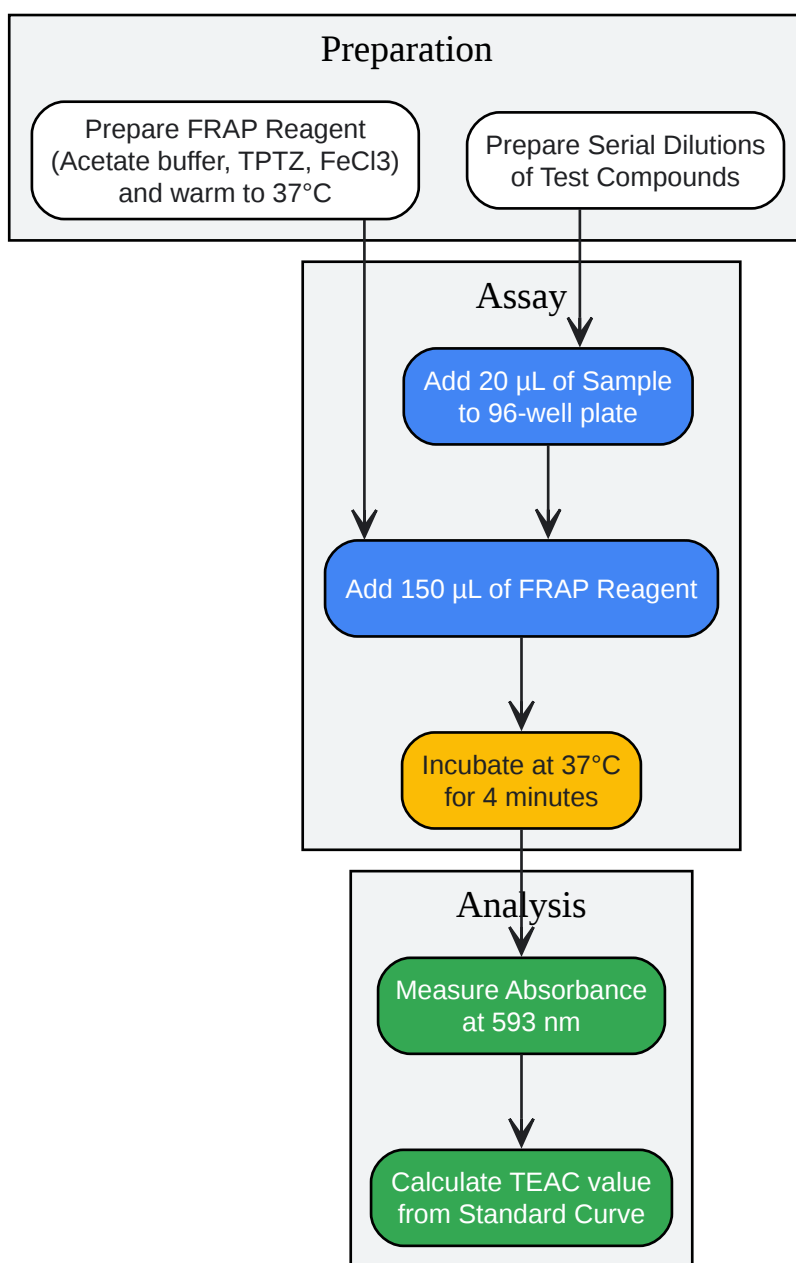 Preparation
Prepare FRAP Reagent
(Acetate buffer, TPTZ, FeCl3)
and warm to 37°C
Prepare Serial Dilutions
of Test Compounds
Assay
Add 20 µL of Sample
to 96-well plate
Add 150 µL of FRAP Reagent
Incubate at 37°C
for 4 minutes
Analysis
Measure Absorbance
at 593 nm
Calculate TEAC value
from Standard Curve